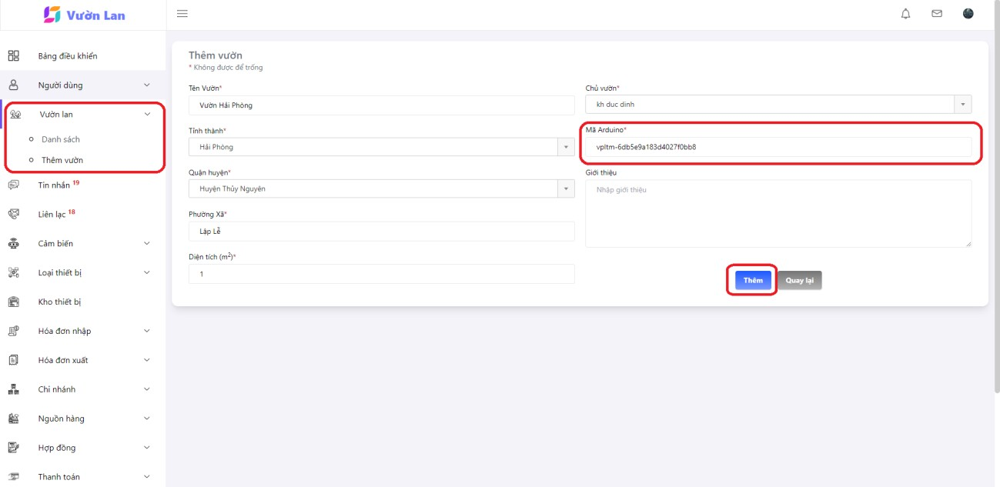 Vườn Lan
Bảng điều khiển
Người dùng
Vườn lan
Danh sách
Thêm vườn
Tin nhắn 19
Liên lạc 18
Cảm biến
Loại thiết bị
Kho thiết bị
Hóa đơn nhập
Hóa đơn xuất
Chi nhánh
Nguồn hàng
Hợp đồng
Thanh toán
Thêm vườn
* Không được để trống
Tên Vườn*
Vườn Hải Phòng
Tỉnh thành*
Hải Phòng
Quận huyện*
Huyện Thủy Nguyên
Phường Xã*
Lập Lễ
Diện tích (m²)*
1
Chủ vườn*
kh duc dinh
Mã Arduino*
vpltm-6db5e9a183d4027f0bb8
Giới thiệu
Nhập giới thiệu
Thêm
Quay lại